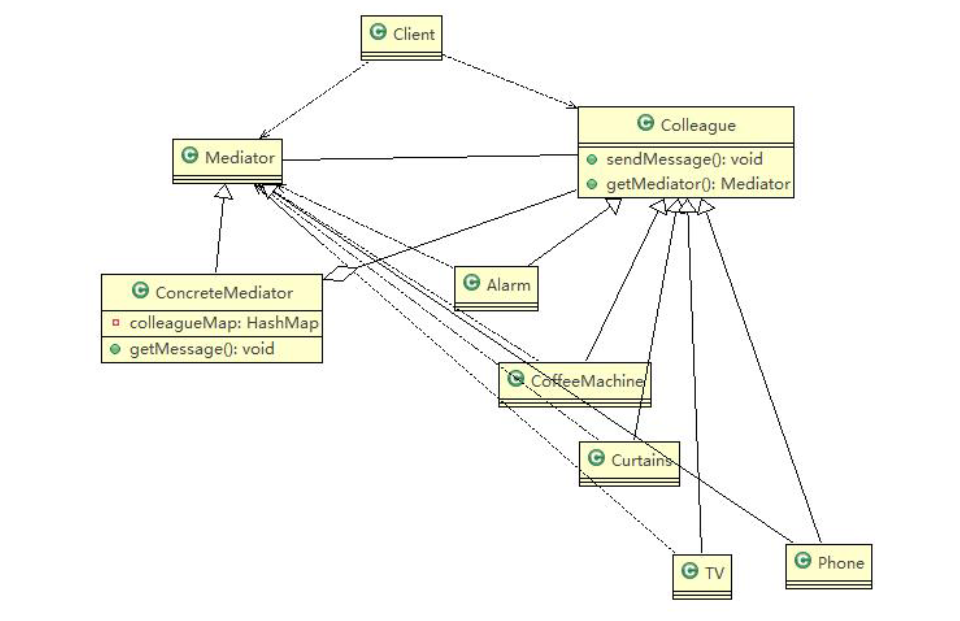 C Client
C Colleague
sendMessage(): void
getMediator(): Mediator
C Mediator
C Alarm
C ConcreteMediator
colleagueMap: HashMap
getMessage(): void
C CoffeeMachine
C Curtains
C TV
C Phone